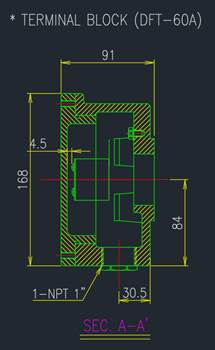 * TERMINAL BLOCK (DFT-60A)
91
4.5
168
84
1-NPT 1"
30.5
SEC. A-A'